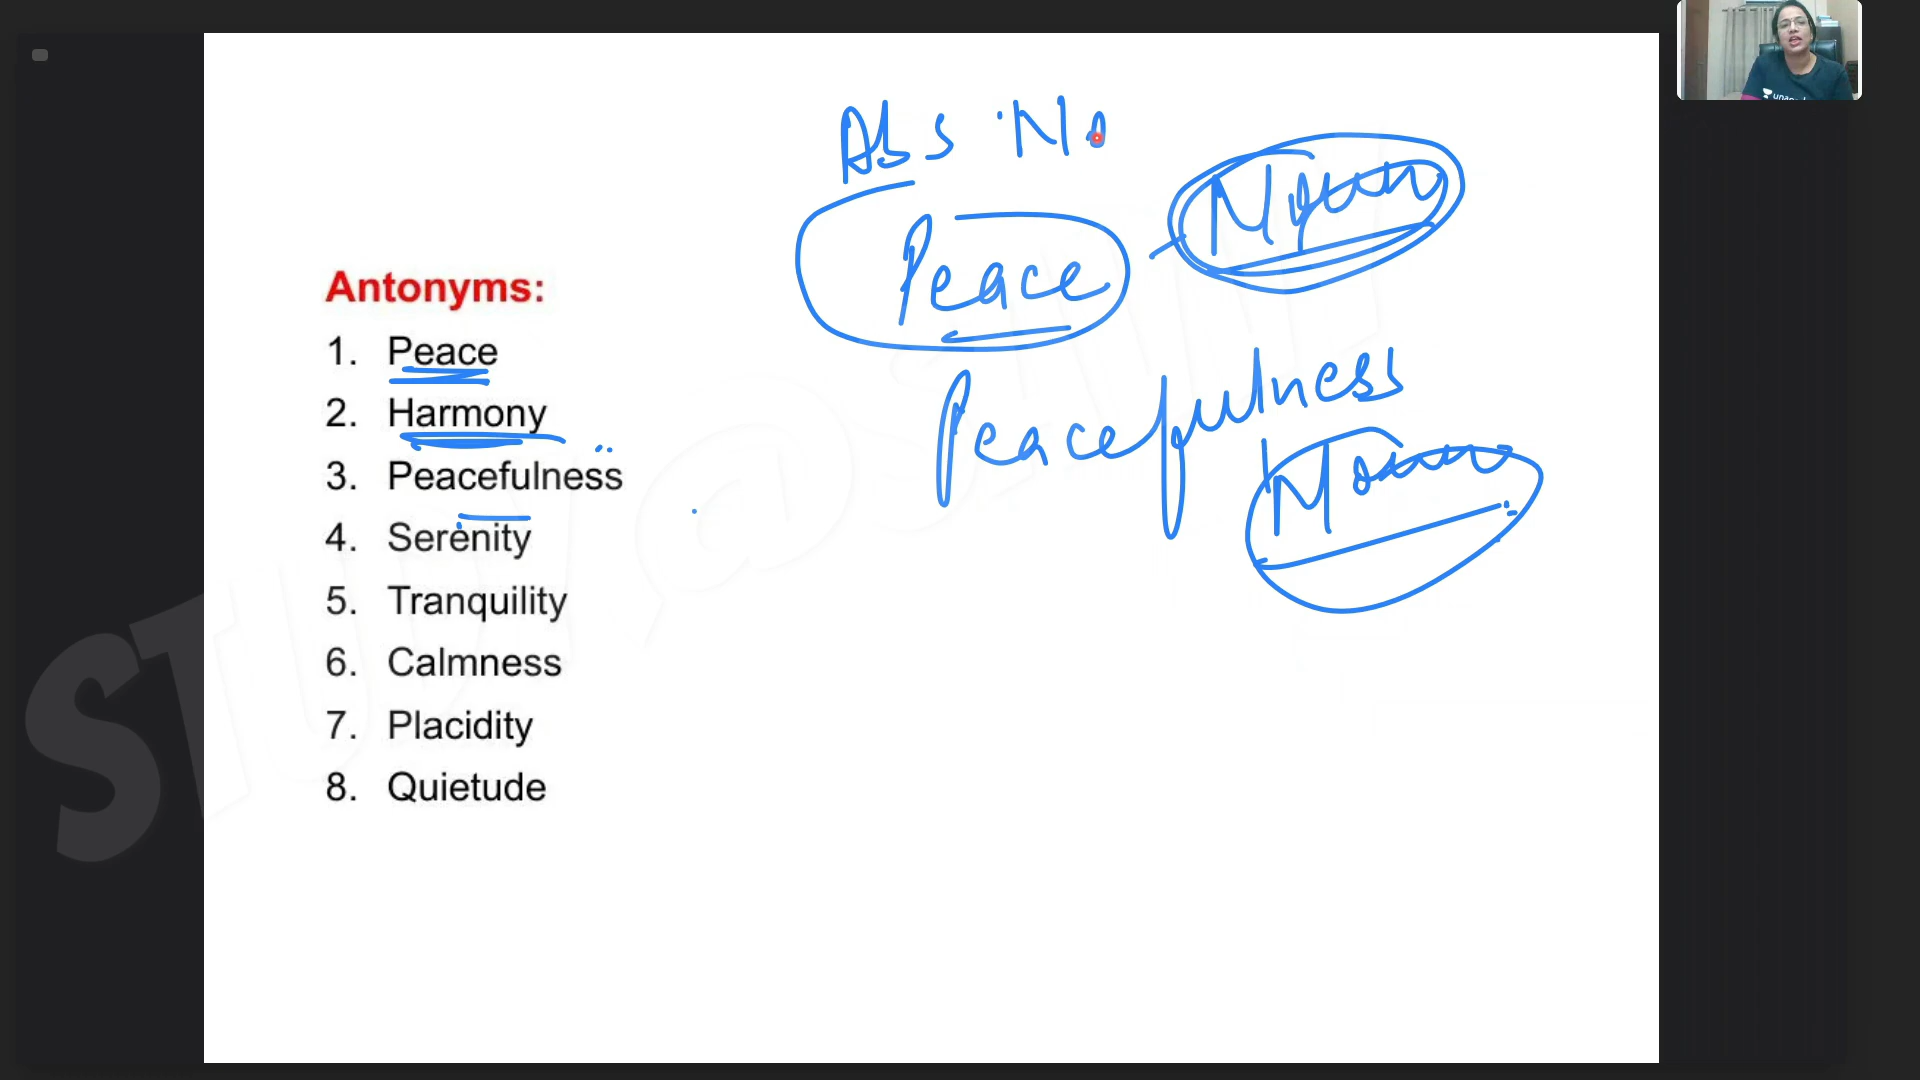 Abs No
Peace - Noun
Antonyms:
1. Peace
2. Harmony
3. Peacefulness
4. Serenity
5. Tranquility
6. Calmness
7. Placidity
8. Quietude
Peacefulness
Noun